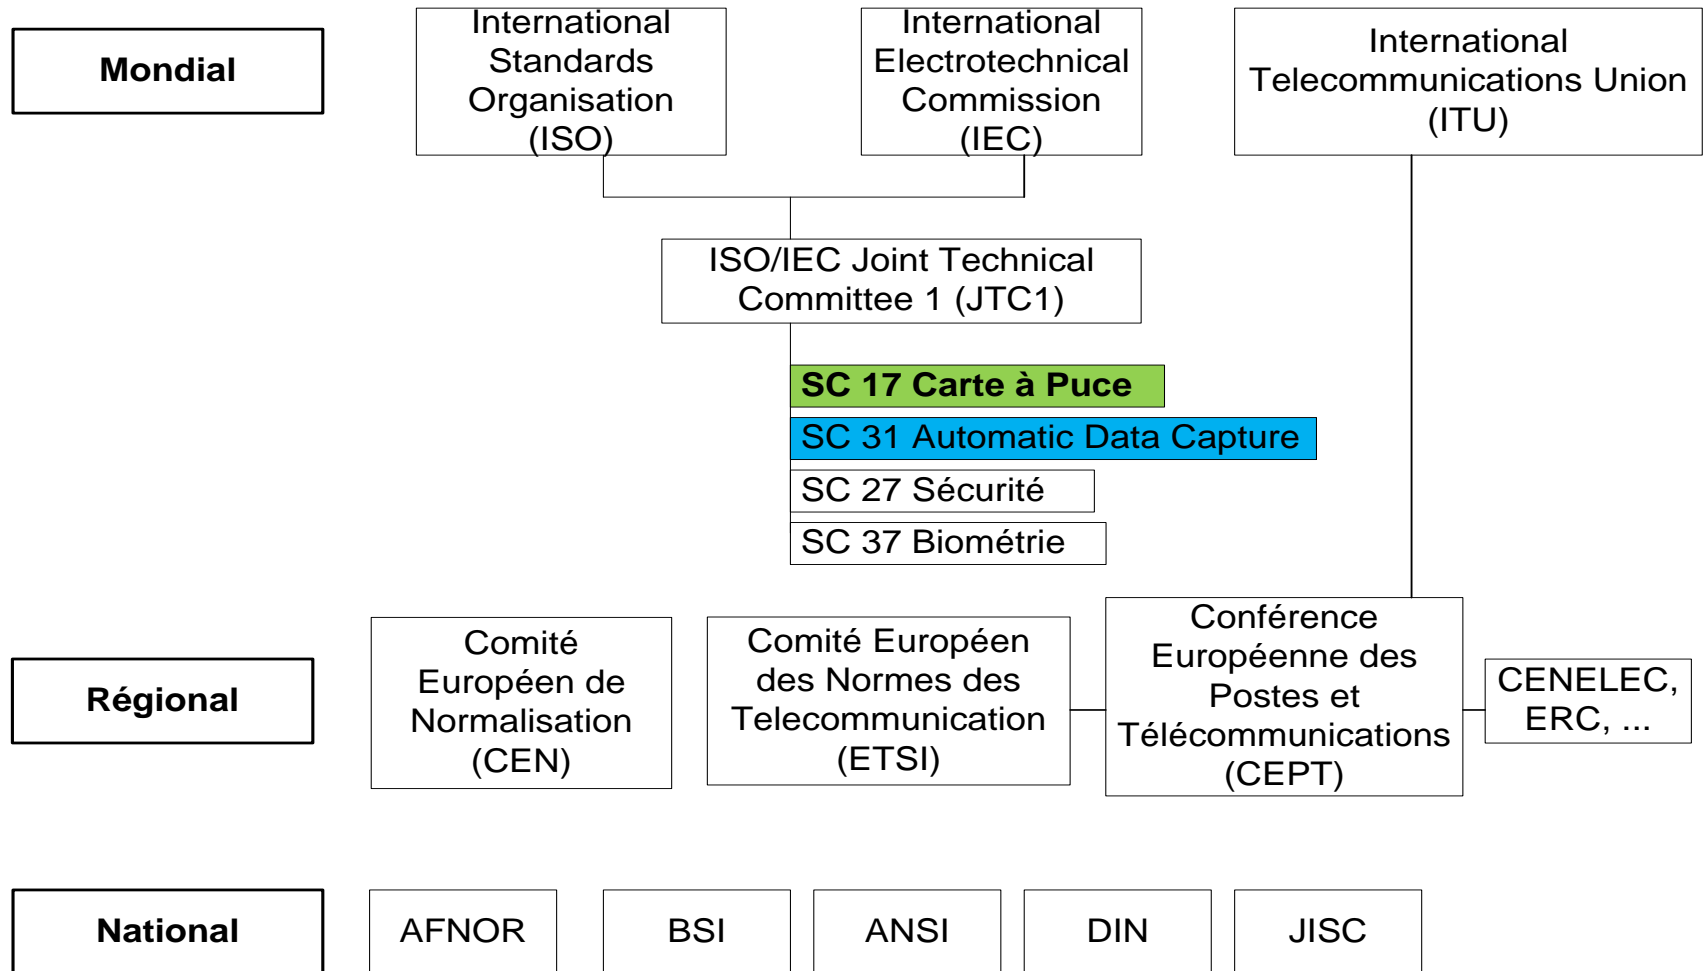 Mondial
International
Standards
Organisation
(ISO)
International
Electrotechnical
Commission
(IEC)
International
Telecommunications Union
(ITU)
ISO/IEC Joint Technical
Committee 1 (JTC1)
SC 17 Carte à Puce
SC 31 Automatic Data Capture
SC 27 Sécurité
SC 37 Biométrie
Régional
Comité
Européen de
Normalisation
(CEN)
Comité Européen
des Normes des
Telecommunication
(ETSI)
Conférence
Européenne des
Postes et
Télécommunications
(CEPT)
CENELEC,
ERC, ...
National
AFNOR
BSI
ANSI
DIN
JISC